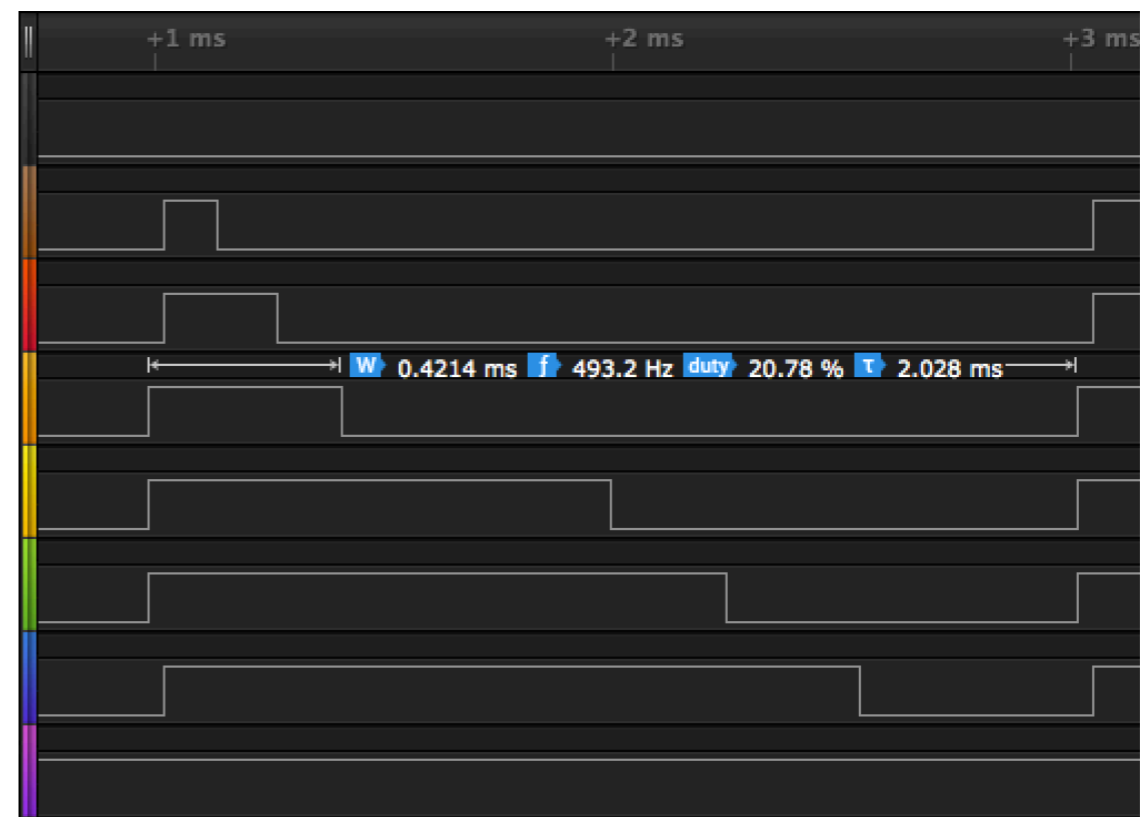 +1 ms +2 ms +3 ms
W 0.4214 ms f 493.2 Hz duty 20.78 % τ 2.028 ms